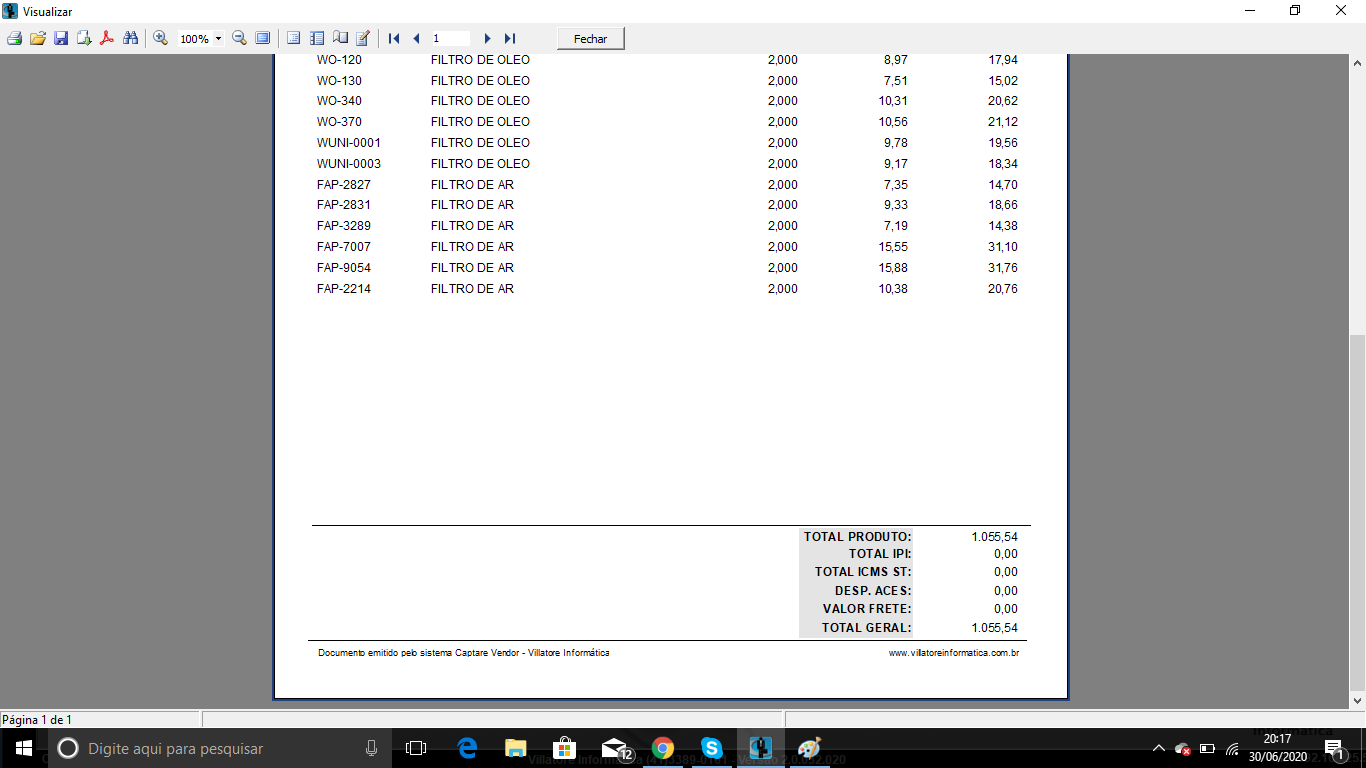 Visualizar
100% 1 Fechar
WO-120 FILTRO DE OLEO 2,000 8,97 17,94
WO-130 FILTRO DE OLEO 2,000 7,51 15,02
WO-340 FILTRO DE OLEO 2,000 10,31 20,62
WO-370 FILTRO DE OLEO 2,000 10,56 21,12
WUNI-0001 FILTRO DE OLEO 2,000 9,78 19,56
WUNI-0003 FILTRO DE OLEO 2,000 9,17 18,34
FAP-2827 FILTRO DE AR 2,000 7,35 14,70
FAP-2831 FILTRO DE AR 2,000 9,33 18,66
FAP-3289 FILTRO DE AR 2,000 7,19 14,38
FAP-7007 FILTRO DE AR 2,000 15,55 31,10
FAP-9054 FILTRO DE AR 2,000 15,88 31,76
FAP-2214 FILTRO DE AR 2,000 10,38 20,76
TOTAL PRODUTO: 1.055,54
TOTAL IPI: 0,00
TOTAL ICMS ST: 0,00
DESP. ACES: 0,00
VALOR FRETE: 0,00
TOTAL GERAL: 1.055,54
Documento emitido pelo sistema Captare Vendor - Villatore Informática www.villatoreinformatica.com.br
Página 1 de 1
Digite aqui para pesquisar 12 20:17
30/06/2020 1